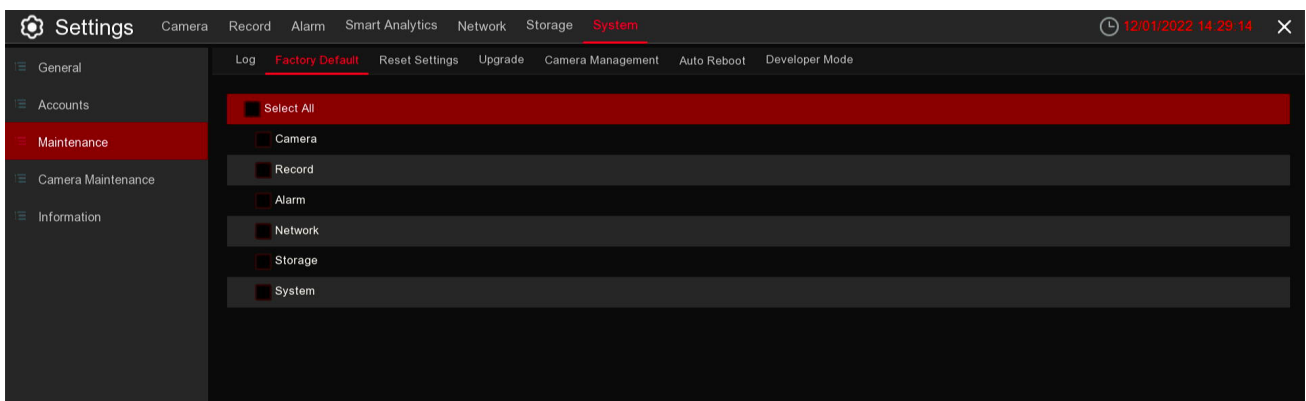 Settings Camera Record Alarm Smart Analytics Network Storage System 12/01/2022 14:29:14
General
Accounts
Maintenance
Camera Maintenance
Information
Log Factory Default Reset Settings Upgrade Camera Management Auto Reboot Developer Mode
Select All
Camera
Record
Alarm
Network
Storage
System